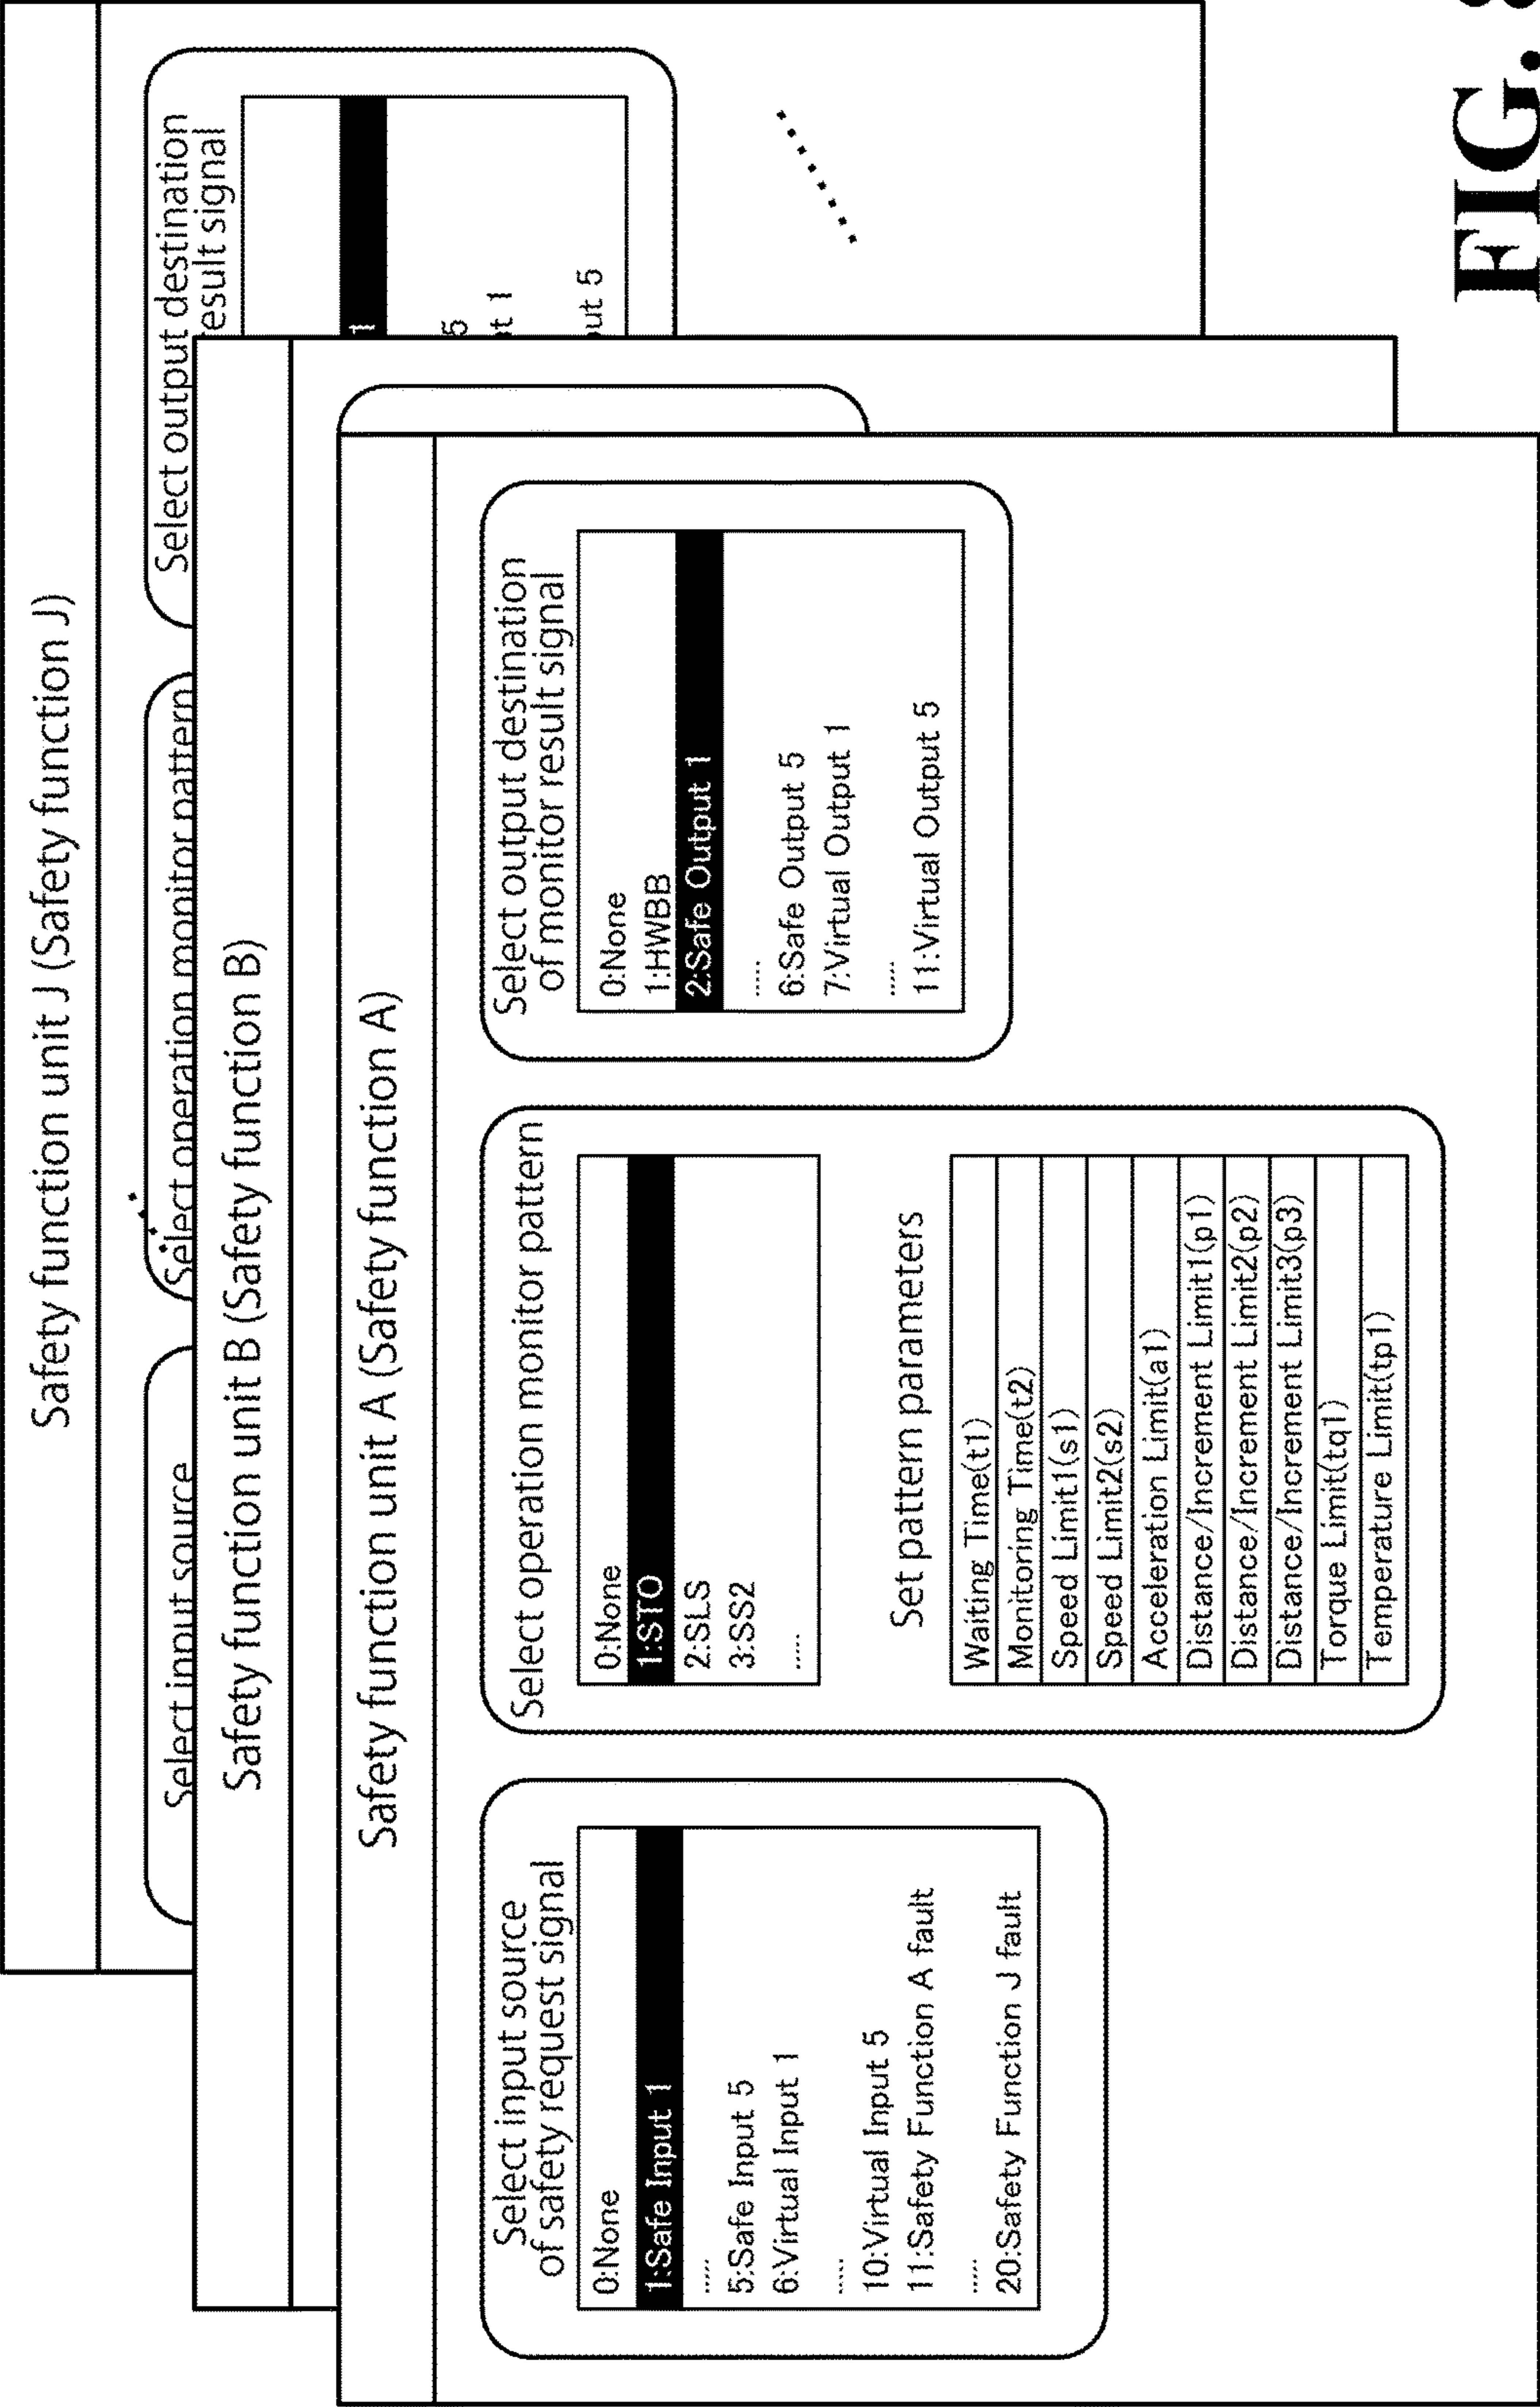 Safety function unit J (Safety function J)
Select input source
Select operation monitor pattern
Select output destination
esult signal
1
5
t 1
ut 5
Safety function unit B (Safety function B)
Safety function unit A (Safety function A)
Select input source
of safety request signal
0:None
1:Safe Input 1
.....
5:Safe Input 5
6:Virtual Input 1
.....
10:Virtual Input 5
11:Safety Function A fault
.....
20:Safety Function J fault
Select operation monitor pattern
0:None
1:STO
2:SLS
3:SS2
.....
Set pattern parameters
Waiting Time(t1)
Monitoring Time(t2)
Speed Limit1(s1)
Speed Limit2(s2)
Acceleration Limit(a1)
Distance/Increment Limit1(p1)
Distance/Increment Limit2(p2)
Distance/Increment Limit3(p3)
Torque Limit(tq1)
Temperature Limit(tp1)
Select output destination
of monitor result signal
0:None
1:HWBB
2:Safe Output 1
.....
6:Safe Output 5
7:Virtual Output 1
.....
11:Virtual Output 5
FIG.